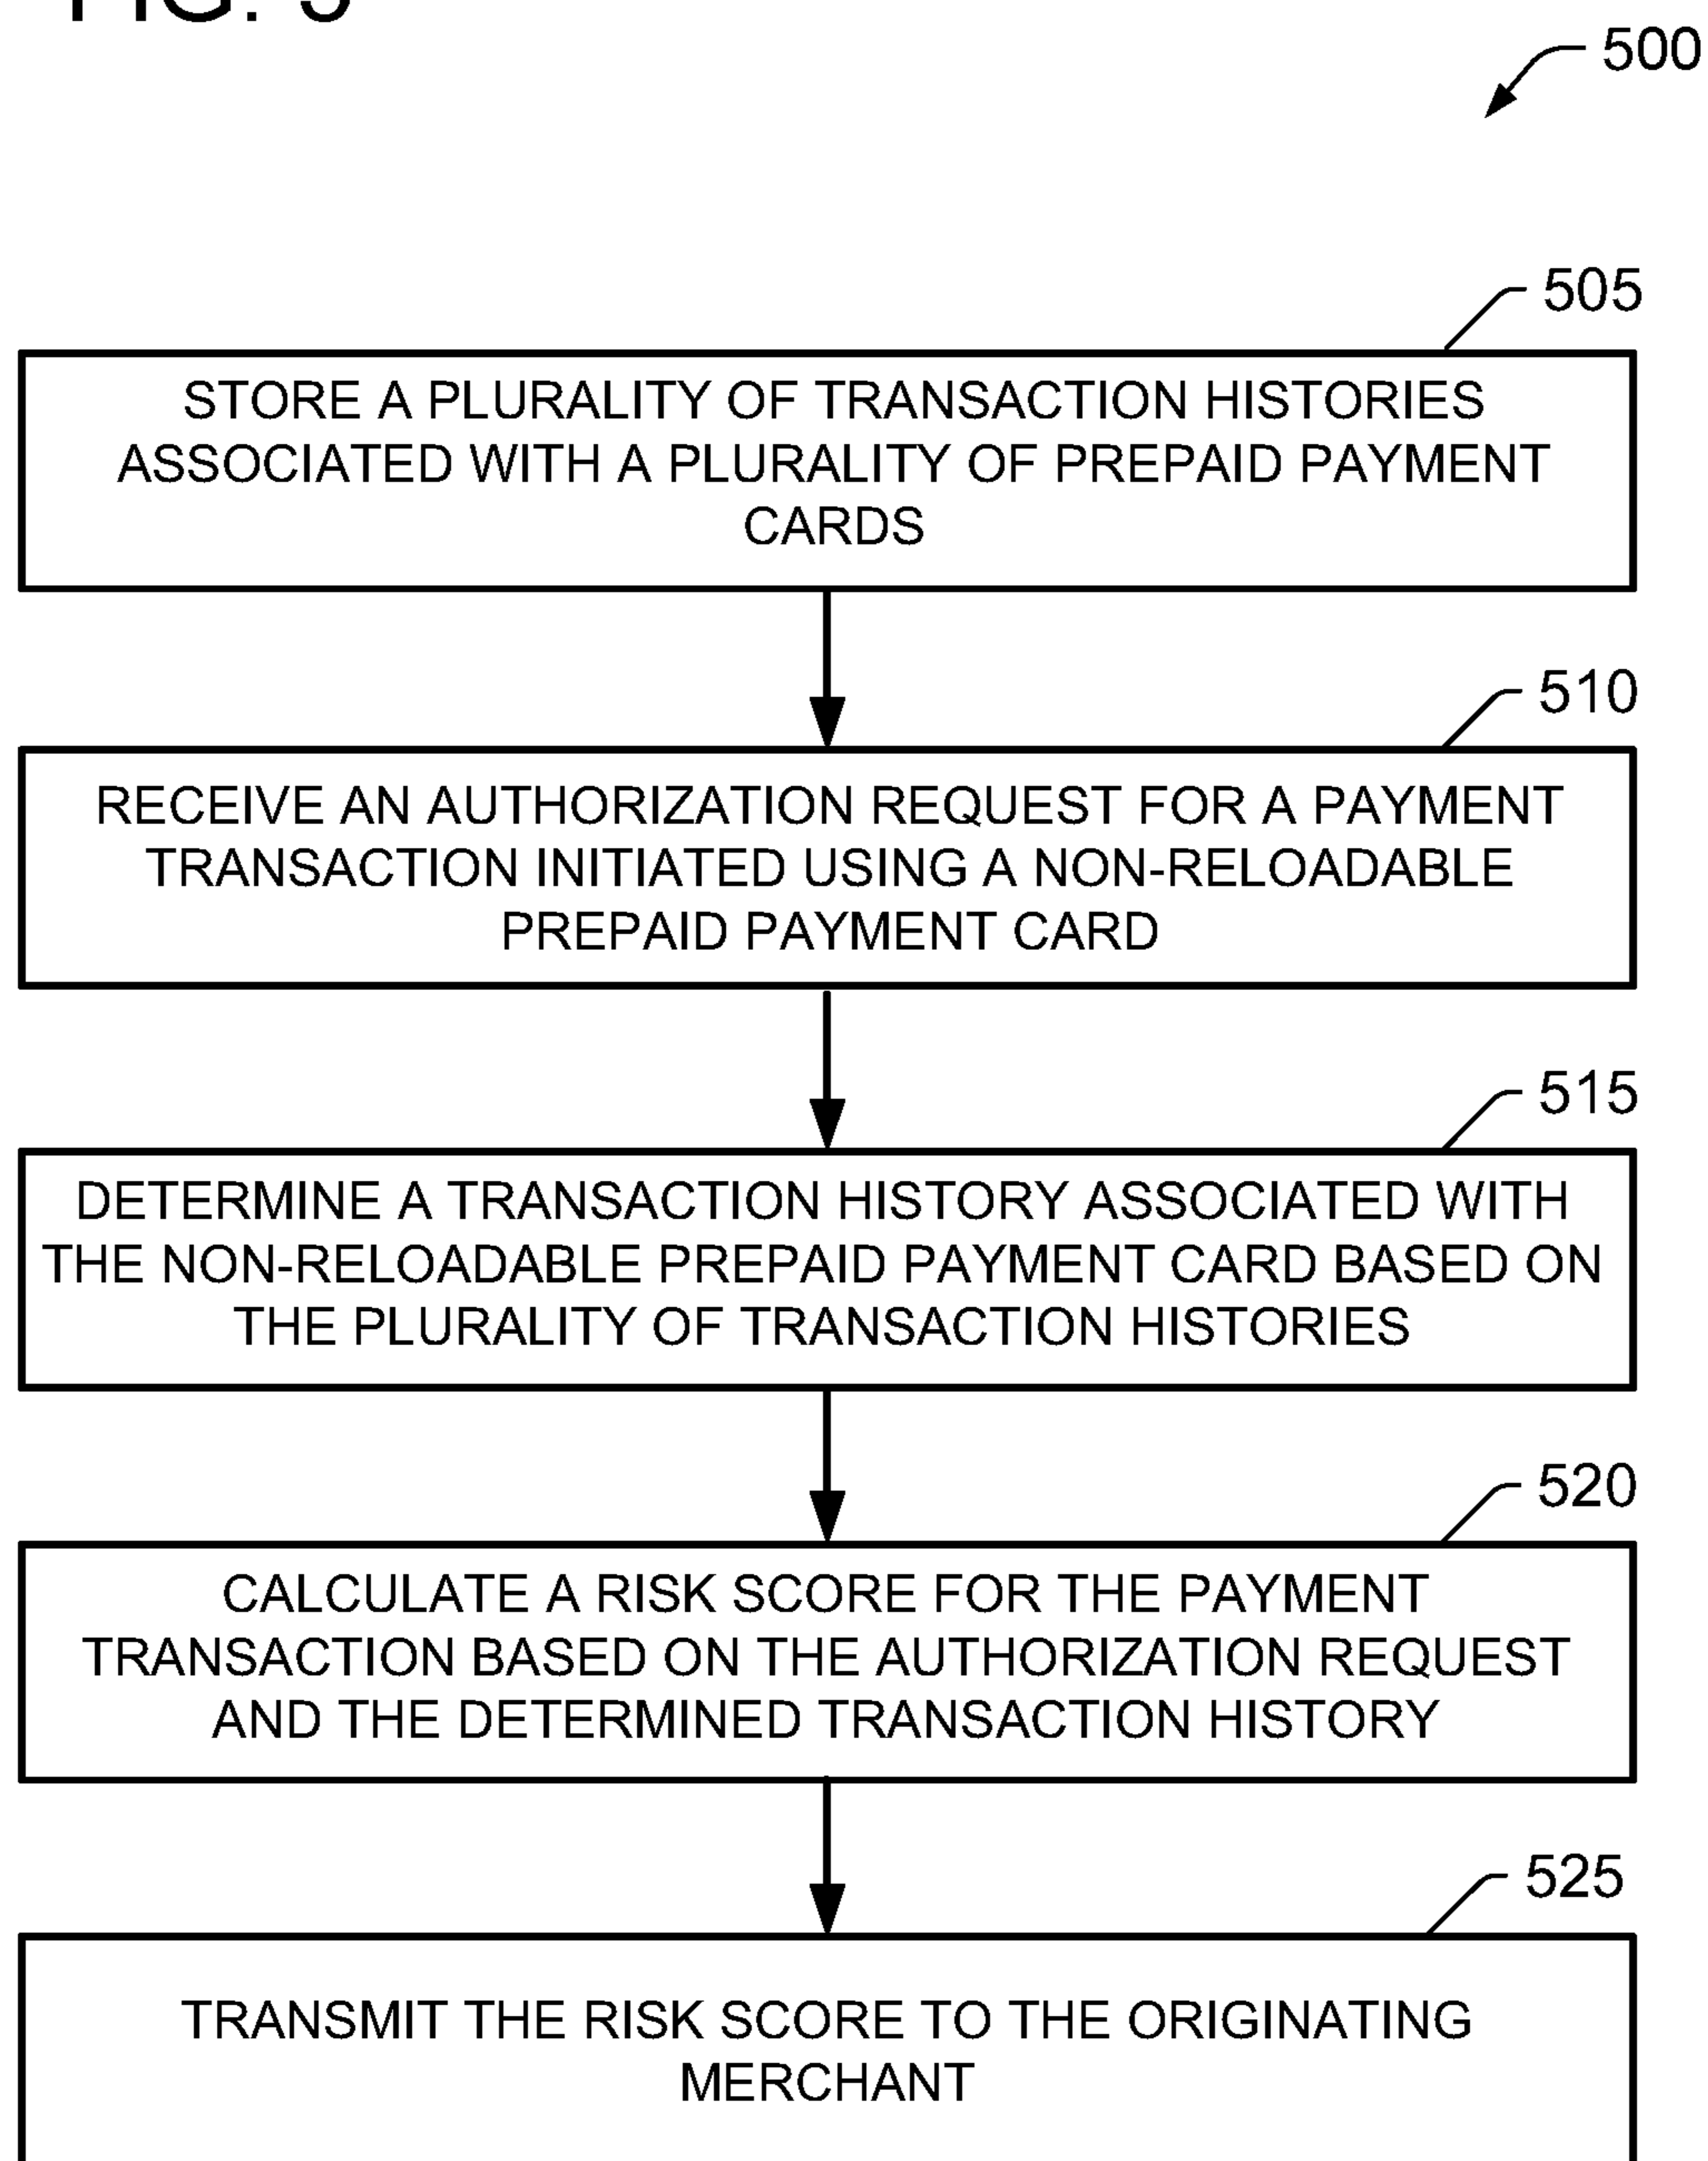 FIG. 5
500
505
STORE A PLURALITY OF TRANSACTION HISTORIES
ASSOCIATED WITH A PLURALITY OF PREPAID PAYMENT
CARDS
510
RECEIVE AN AUTHORIZATION REQUEST FOR A PAYMENT
TRANSACTION INITIATED USING A NON-RELOADABLE
PREPAID PAYMENT CARD
515
DETERMINE A TRANSACTION HISTORY ASSOCIATED WITH
THE NON-RELOADABLE PREPAID PAYMENT CARD BASED ON
THE PLURALITY OF TRANSACTION HISTORIES
520
CALCULATE A RISK SCORE FOR THE PAYMENT
TRANSACTION BASED ON THE AUTHORIZATION REQUEST
AND THE DETERMINED TRANSACTION HISTORY
525
TRANSMIT THE RISK SCORE TO THE ORIGINATING
MERCHANT